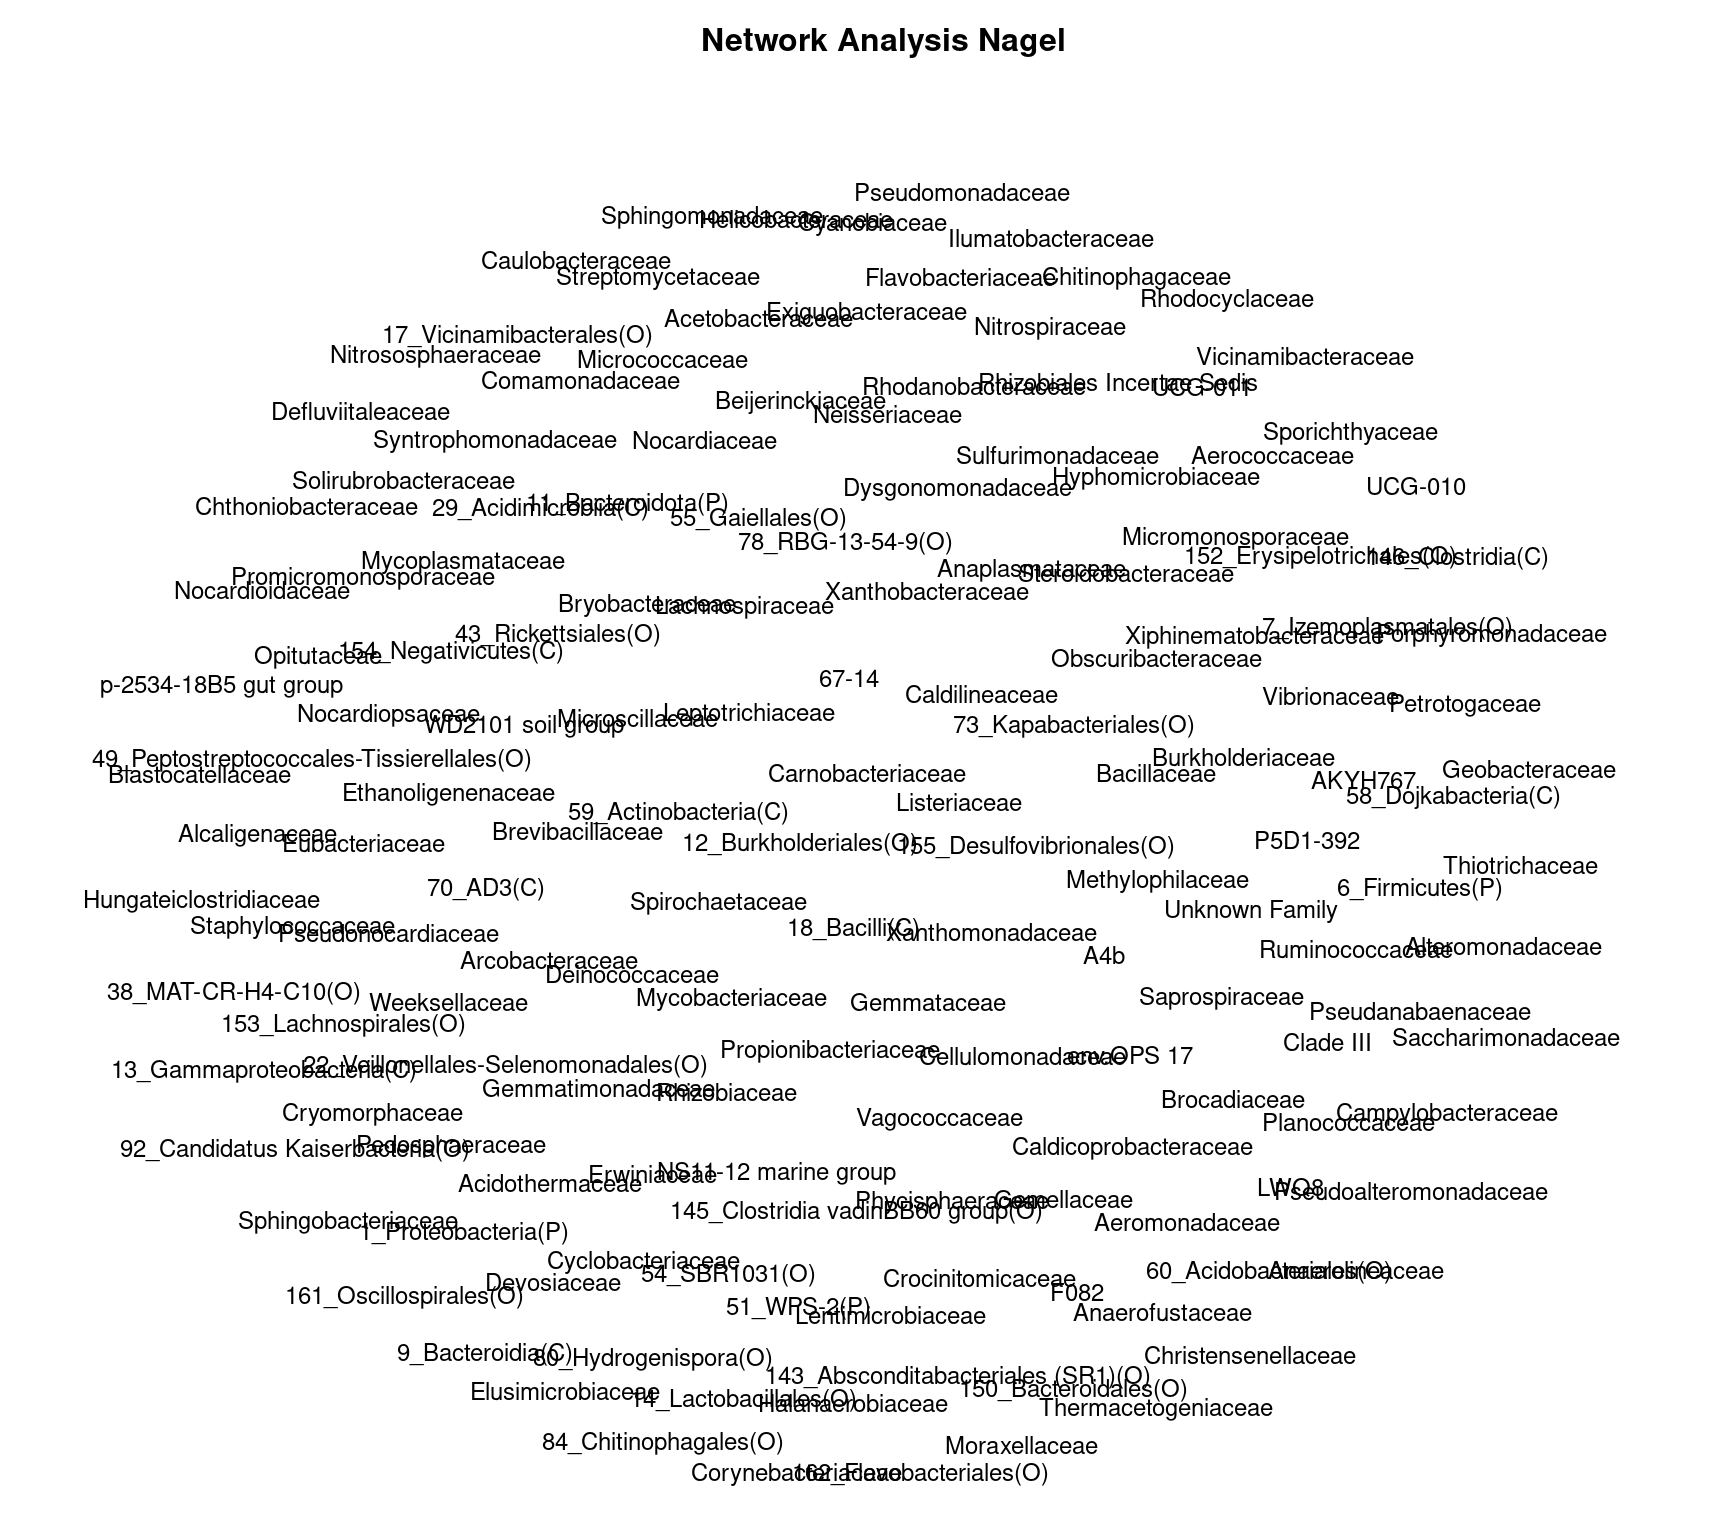 Network Analysis Nagel
Pseudomonadaceae
Sphingomonadaceae
Helicobacteraceae
Cyanobiaceae
Ilumatobacteraceae
Caulobacteraceae
Streptomycetaceae
Flavobacteriaceae
Chitinophagaceae
Rhodocyclaceae
Exiguobacteraceae
Acetobacteraceae
Nitrospiraceae
17_Vicinamibacterales(O)
Nitrososphaeraceae
Micrococcaceae
Vicinamibacteraceae
Comamonadaceae
Rhodanobacteraceae
Rhizobiales Incertae Sedis
UCG-011
Beijerinckiaceae
Neisseriaceae
Defluviitaleaceae
Syntrophomonadaceae
Nocardiaceae
Sporichthyaceae
Sulfurimonadaceae
Aerococcaceae
Solirubrobacteraceae
Hyphomicrobiaceae
Dysgonomonadaceae
UCG-010
Chthoniobacteraceae
29_Acidimicrobiia(C)
11_Bacteroidota(P)
55_Gaiellales(O)
78_RBG-13-54-9(O)
Micromonosporaceae
152_Erysipelotrichales(O)
146_Clostridia(C)
Mycoplasmataceae
Promicromonosporaceae
Anaplasmataceae
Steroidobacteraceae
Nocardioidaceae
Xanthobacteraceae
Bryobacteraceae
Lachnospiraceae
43_Rickettsiales(O)
7_Izemoplasmatales(O)
Xiphinematobacteraceae
Porphyromonadaceae
Opitutaceae
154_Negativicutes(C)
Obscuribacteraceae
p-2534-18B5 gut group
67-14
Caldilineaceae
Vibrionaceae
Petrotogaceae
Nocardiopsaceae
WD2101 soil group
Microscillaceae
Leptotrichiaceae
73_Kapabacteriales(O)
49_Peptostreptococcales-Tissierellales(O)
Burkholderiaceae
Blastocatellaceae
Carnobacteriaceae
Bacillaceae
AKYH767
Geobacteraceae
Ethanoligenenaceae
Listeriaceae
58_Dojkabacteria(C)
59_Actinobacteria(C)
Alcaligenaceae
Eubacteriaceae
Brevibacillaceae
12_Burkholderiales(O)
155_Desulfovibrionales(O)
P5D1-392
Thiotrichaceae
70_AD3(C)
Methylophilaceae
6_Firmicutes(P)
Hungateiclostridiaceae
Spirochaetaceae
Unknown Family
Staphylococcaceae
Pseudonocardiaceae
18_Bacilli(C)
Xanthomonadaceae
Ruminococcaceae
Alteromonadaceae
Arcobacteraceae
A4b
Deinococcaceae
38_MAT-CR-H4-C10(O)
Weeksellaceae
Mycobacteriaceae
Gemmataceae
Saprospiraceae
Pseudanabaenaceae
153_Lachnospirales(O)
Clade III
Saccharimonadaceae
13_Gammaproteobacteria(C)
22_Veillonellales-Selenomonadales(O)
Propionibacteriaceae
Cellulomonadaceae
env.OPS 17
Gemmatimonadaceae
Rhizobiaceae
Brocadiaceae
Cryomorphaceae
Vagococcaceae
Planococcaceae
Campylobacteraceae
92_Candidatus Kaiserbacteria(O)
Pedosphaeraceae
Caldicoprobacteraceae
Erwiniaceae
NS11-12 marine group
Acidothermaceae
LWO8
Pseudoalteromonadaceae
Phycisphaeraceae
Gemellaceae
145_Clostridia vadinBB60 group(O)
Sphingobacteriaceae
1_Proteobacteria(P)
Aeromonadaceae
Cyclobacteriaceae
54_SBR1031(O)
Devosiaceae
Crocinitomicaceae
60_Acidobacteriales(O)
Anaerolineaceae
161_Oscillospirales(O)
F082
51_WPS-2(P)
Lentimicrobiaceae
Anaerofustaceae
9_Bacteroidia(C)
80_Hydrogenispora(O)
Christensenellaceae
143_Absconditabacteriales (SR1)(O)
Elusimicrobiaceae
14_Lactobacillales(O)
Halanaerobiaceae
150_Bacteroidales(O)
Thermacetogeniaceae
84_Chitinophagales(O)
Moraxellaceae
Corynebacteriaceae
162_Flavobacteriales(O)